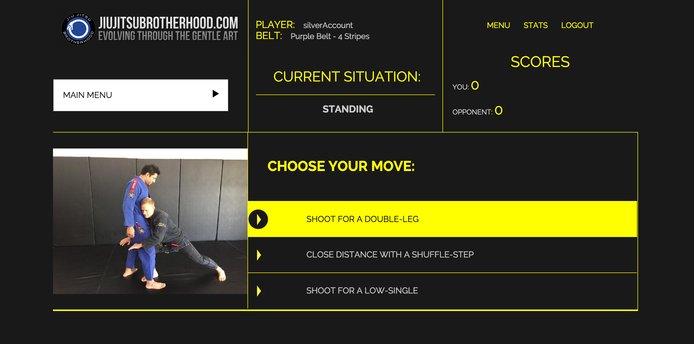 JIUJITSUBROTHERHOOD.COM
EVOLVING THROUGH THE GENTLE ART
PLAYER: silverAccount
BELT: Purple Belt - 4 Stripes
MENU STATS LOGOUT
CURRENT SITUATION:
STANDING
SCORES
YOU: 0
OPPONENT: 0
MAIN MENU
CHOOSE YOUR MOVE:
SHOOT FOR A DOUBLE-LEG
CLOSE DISTANCE WITH A SHUFFLE-STEP
SHOOT FOR A LOW-SINGLE